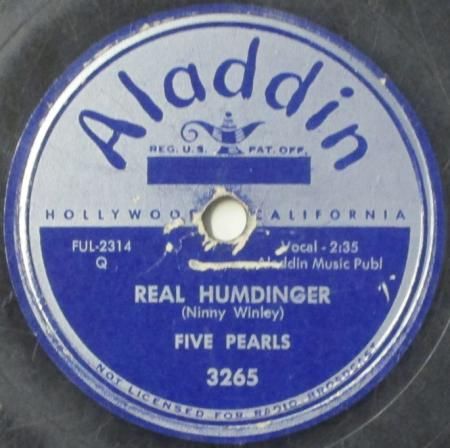 Aladdin
REG. U.S. PAT. OFF.
HOLLYWOOD CALIFORNIA
FUL-2314
Q
Vocal - 2:35
Aladdin Music Publ
REAL HUMDINGER
(Ninny Winley)
FIVE PEARLS
3265
NOT LICENSED FOR RADIO BROADCAST